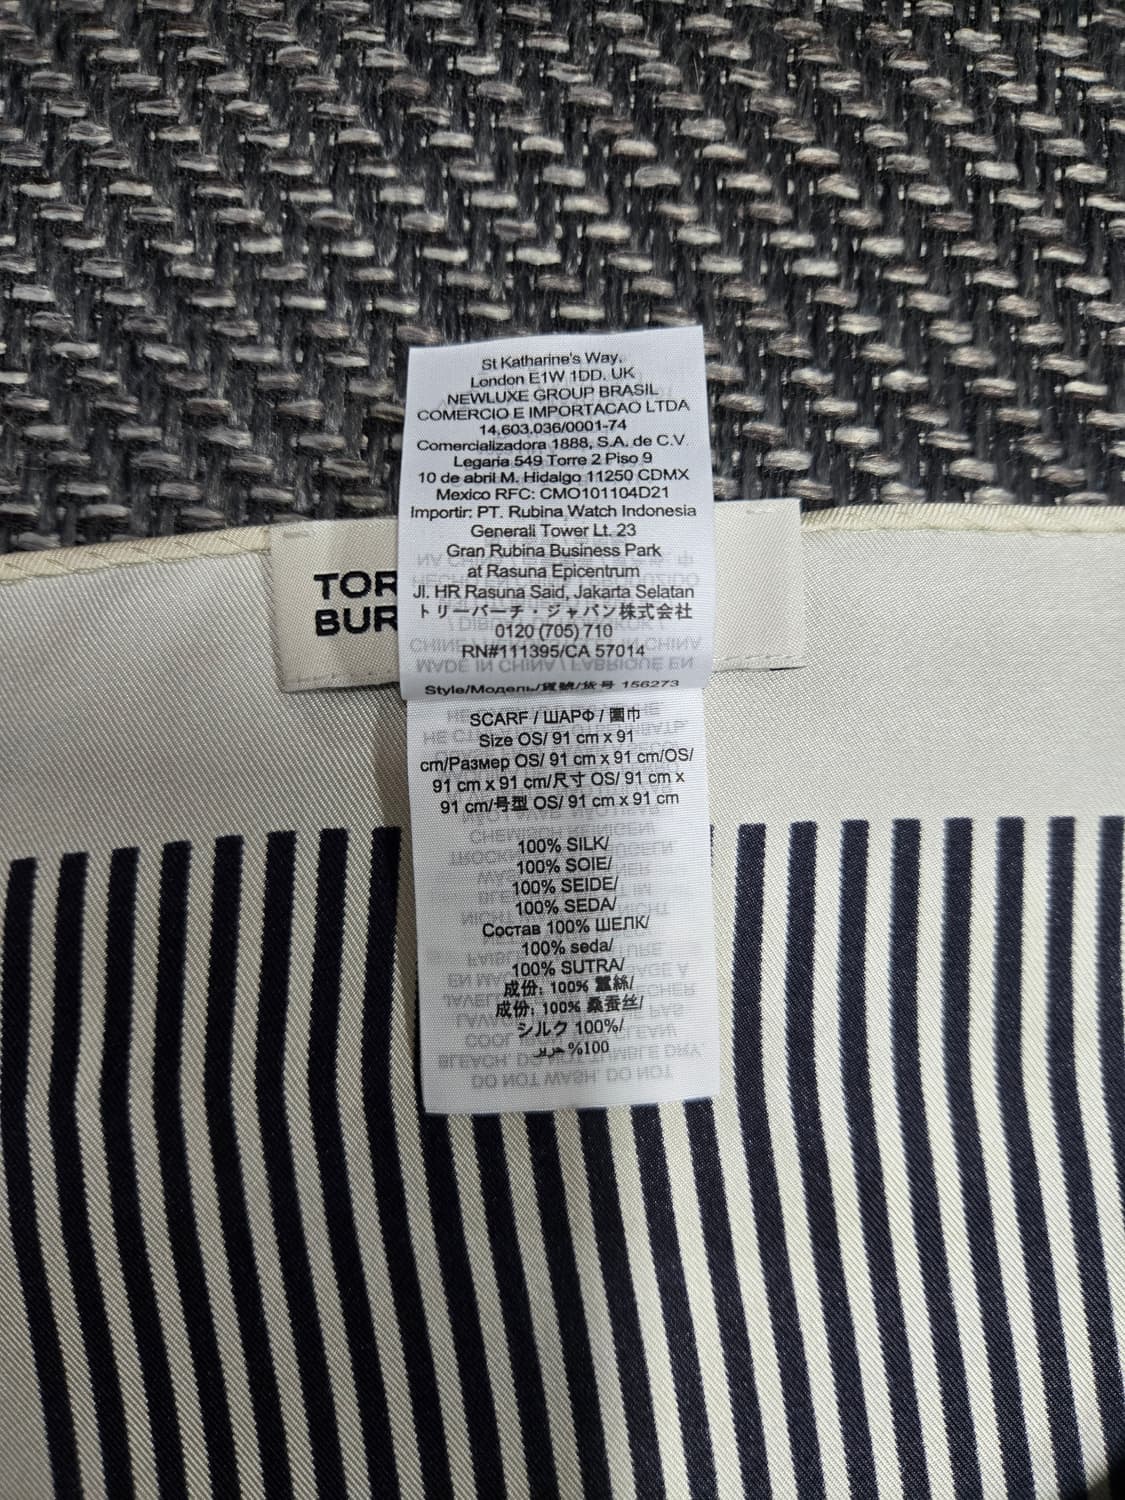 St Katharine's Way,
London E1W 1DD, UK
NEWLUXE GROUP BRASIL
COMERCIO E IMPORTACAO LTDA
14,603,036/0001-74
Comercializadora 1888, S.A. de C.V.
Legaria 549 Torre 2 Piso 9
10 de abril M. Hidalgo 11250 CDMX
Mexico RFC: CMO101104D21
Importir: PT. Rubina Watch Indonesia
Generali Tower Lt. 23
Gran Rubina Business Park
at Rasuna Epicentrum
Jl. HR Rasuna Said, Jakarta Selatan
トリーバーチ・ジャパン株式会社
0120 (705) 710
RN#111395/CA 57014
TOR
BUR
Style/Модель/貨號/货号 156273
SCARF / ШАРФ / 圍巾
Size OS/ 91 cm x 91
cm/Размер OS/ 91 cm x 91 cm/OS/
91 cm x 91 cm/尺寸 OS/ 91 cm x
91 cm/号型 OS/ 91 cm x 91 cm
100% SILK/
100% SOIE/
100% SEIDE/
100% SEDA/
Состав 100% ШЕЛК/
100% seda/
100% SUTRA/
成份: 100% 蠶絲/
成份: 100% 桑蚕丝/
シルク 100%/
100% حرير